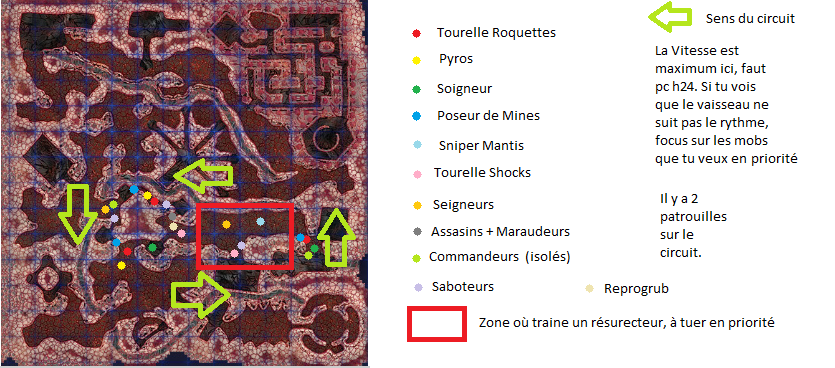 Sens du circuit
Tourelle Roquettes
Pyros
Soigneur
Poseur de Mines
Sniper Mantis
Tourelle Shocks
Seigneurs
Assasins + Maraudeurs
Commandeurs (isolés)
Saboteurs
Reprogrub
Zone où traine un résurecteur, à tuer en priorité
La Vitesse est
maximum ici, faut
pc h24. Si tu vois
que le vaisseau ne
suit pas le rythme,
focus sur les mobs
que tu veux en priorité
Il y a 2
patrouilles
sur le
circuit.